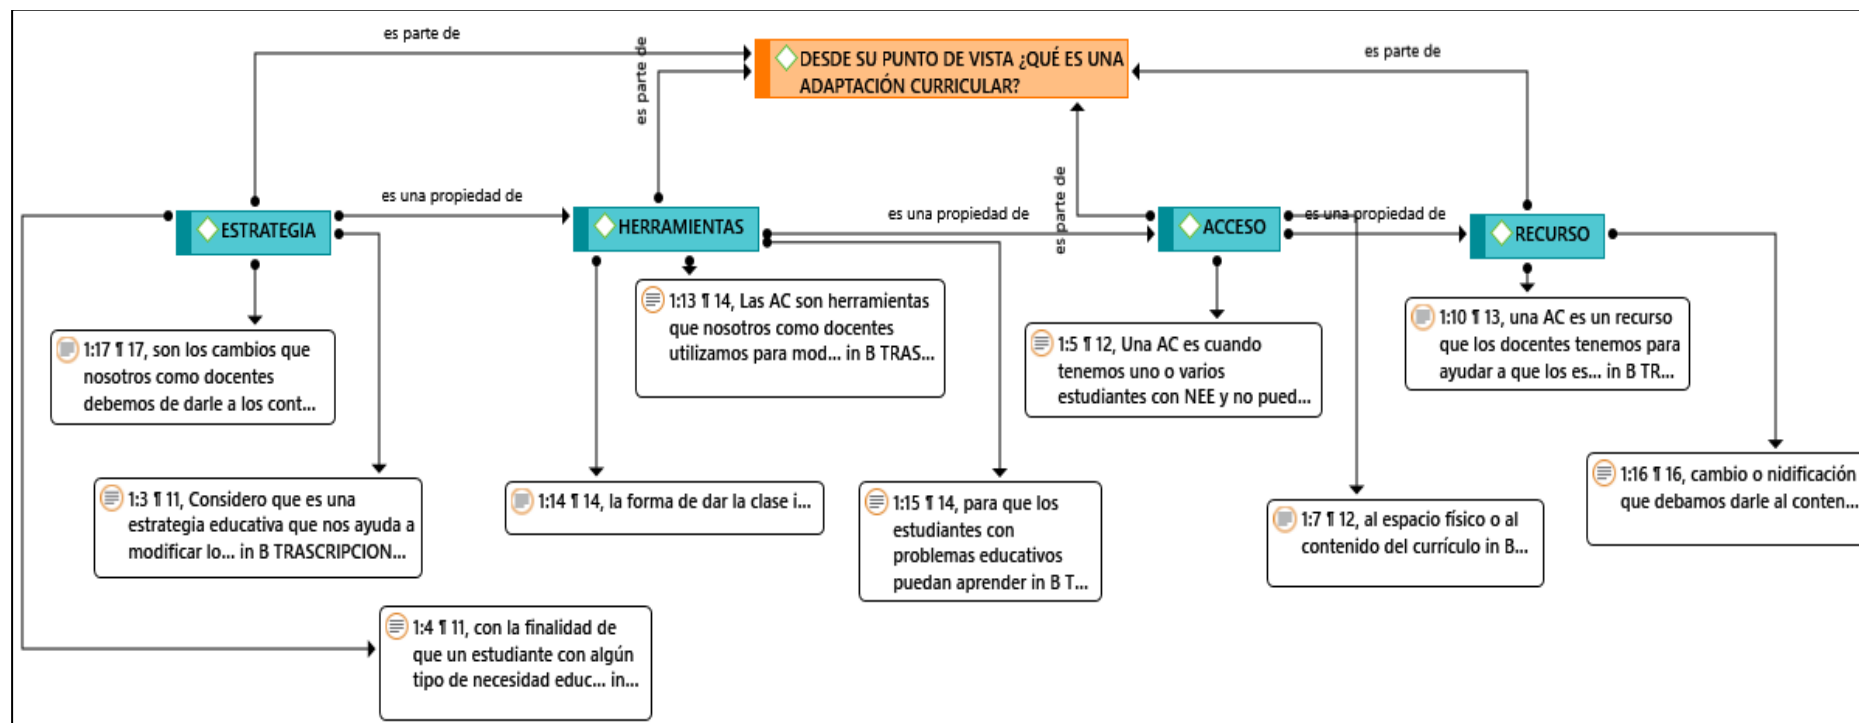 es parte de
es parte de
DESDE SU PUNTO DE VISTA ¿QUÉ ES UNA
ADAPTACIÓN CURRICULAR?
es parte de
es una propiedad de
ESTRATEGIA
HERRAMIENTAS
es una propiedad de
es parte de
ACCESO
es una propiedad de
RECURSO
1:17 ¶ 17, son los cambios que
nosotros como docentes
debemos de darle a los cont...
1:13 ¶ 14, Las AC son herramientas
que nosotros como docentes
utilizamos para mod... in B TRAS...
1:5 ¶ 12, Una AC es cuando
tenemos uno o varios
estudiantes con NEE y no pued...
1:10 ¶ 13, una AC es un recurso
que los docentes tenemos para
ayudar a que los es... in B TR...
1:3 ¶ 11, Considero que es una
estrategia educativa que nos ayuda a
modificar lo... in B TRASCRIPCION...
1:14 ¶ 14, la forma de dar la clase i...
1:15 ¶ 14, para que los
estudiantes con
problemas educativos
puedan aprender in B T...
1:7 ¶ 12, al espacio físico o al
contenido del currículo in B...
1:16 ¶ 16, cambio o nidificación
que debamos darle al conten...
1:4 ¶ 11, con la finalidad de
que un estudiante con algún
tipo de necesidad educ... in...